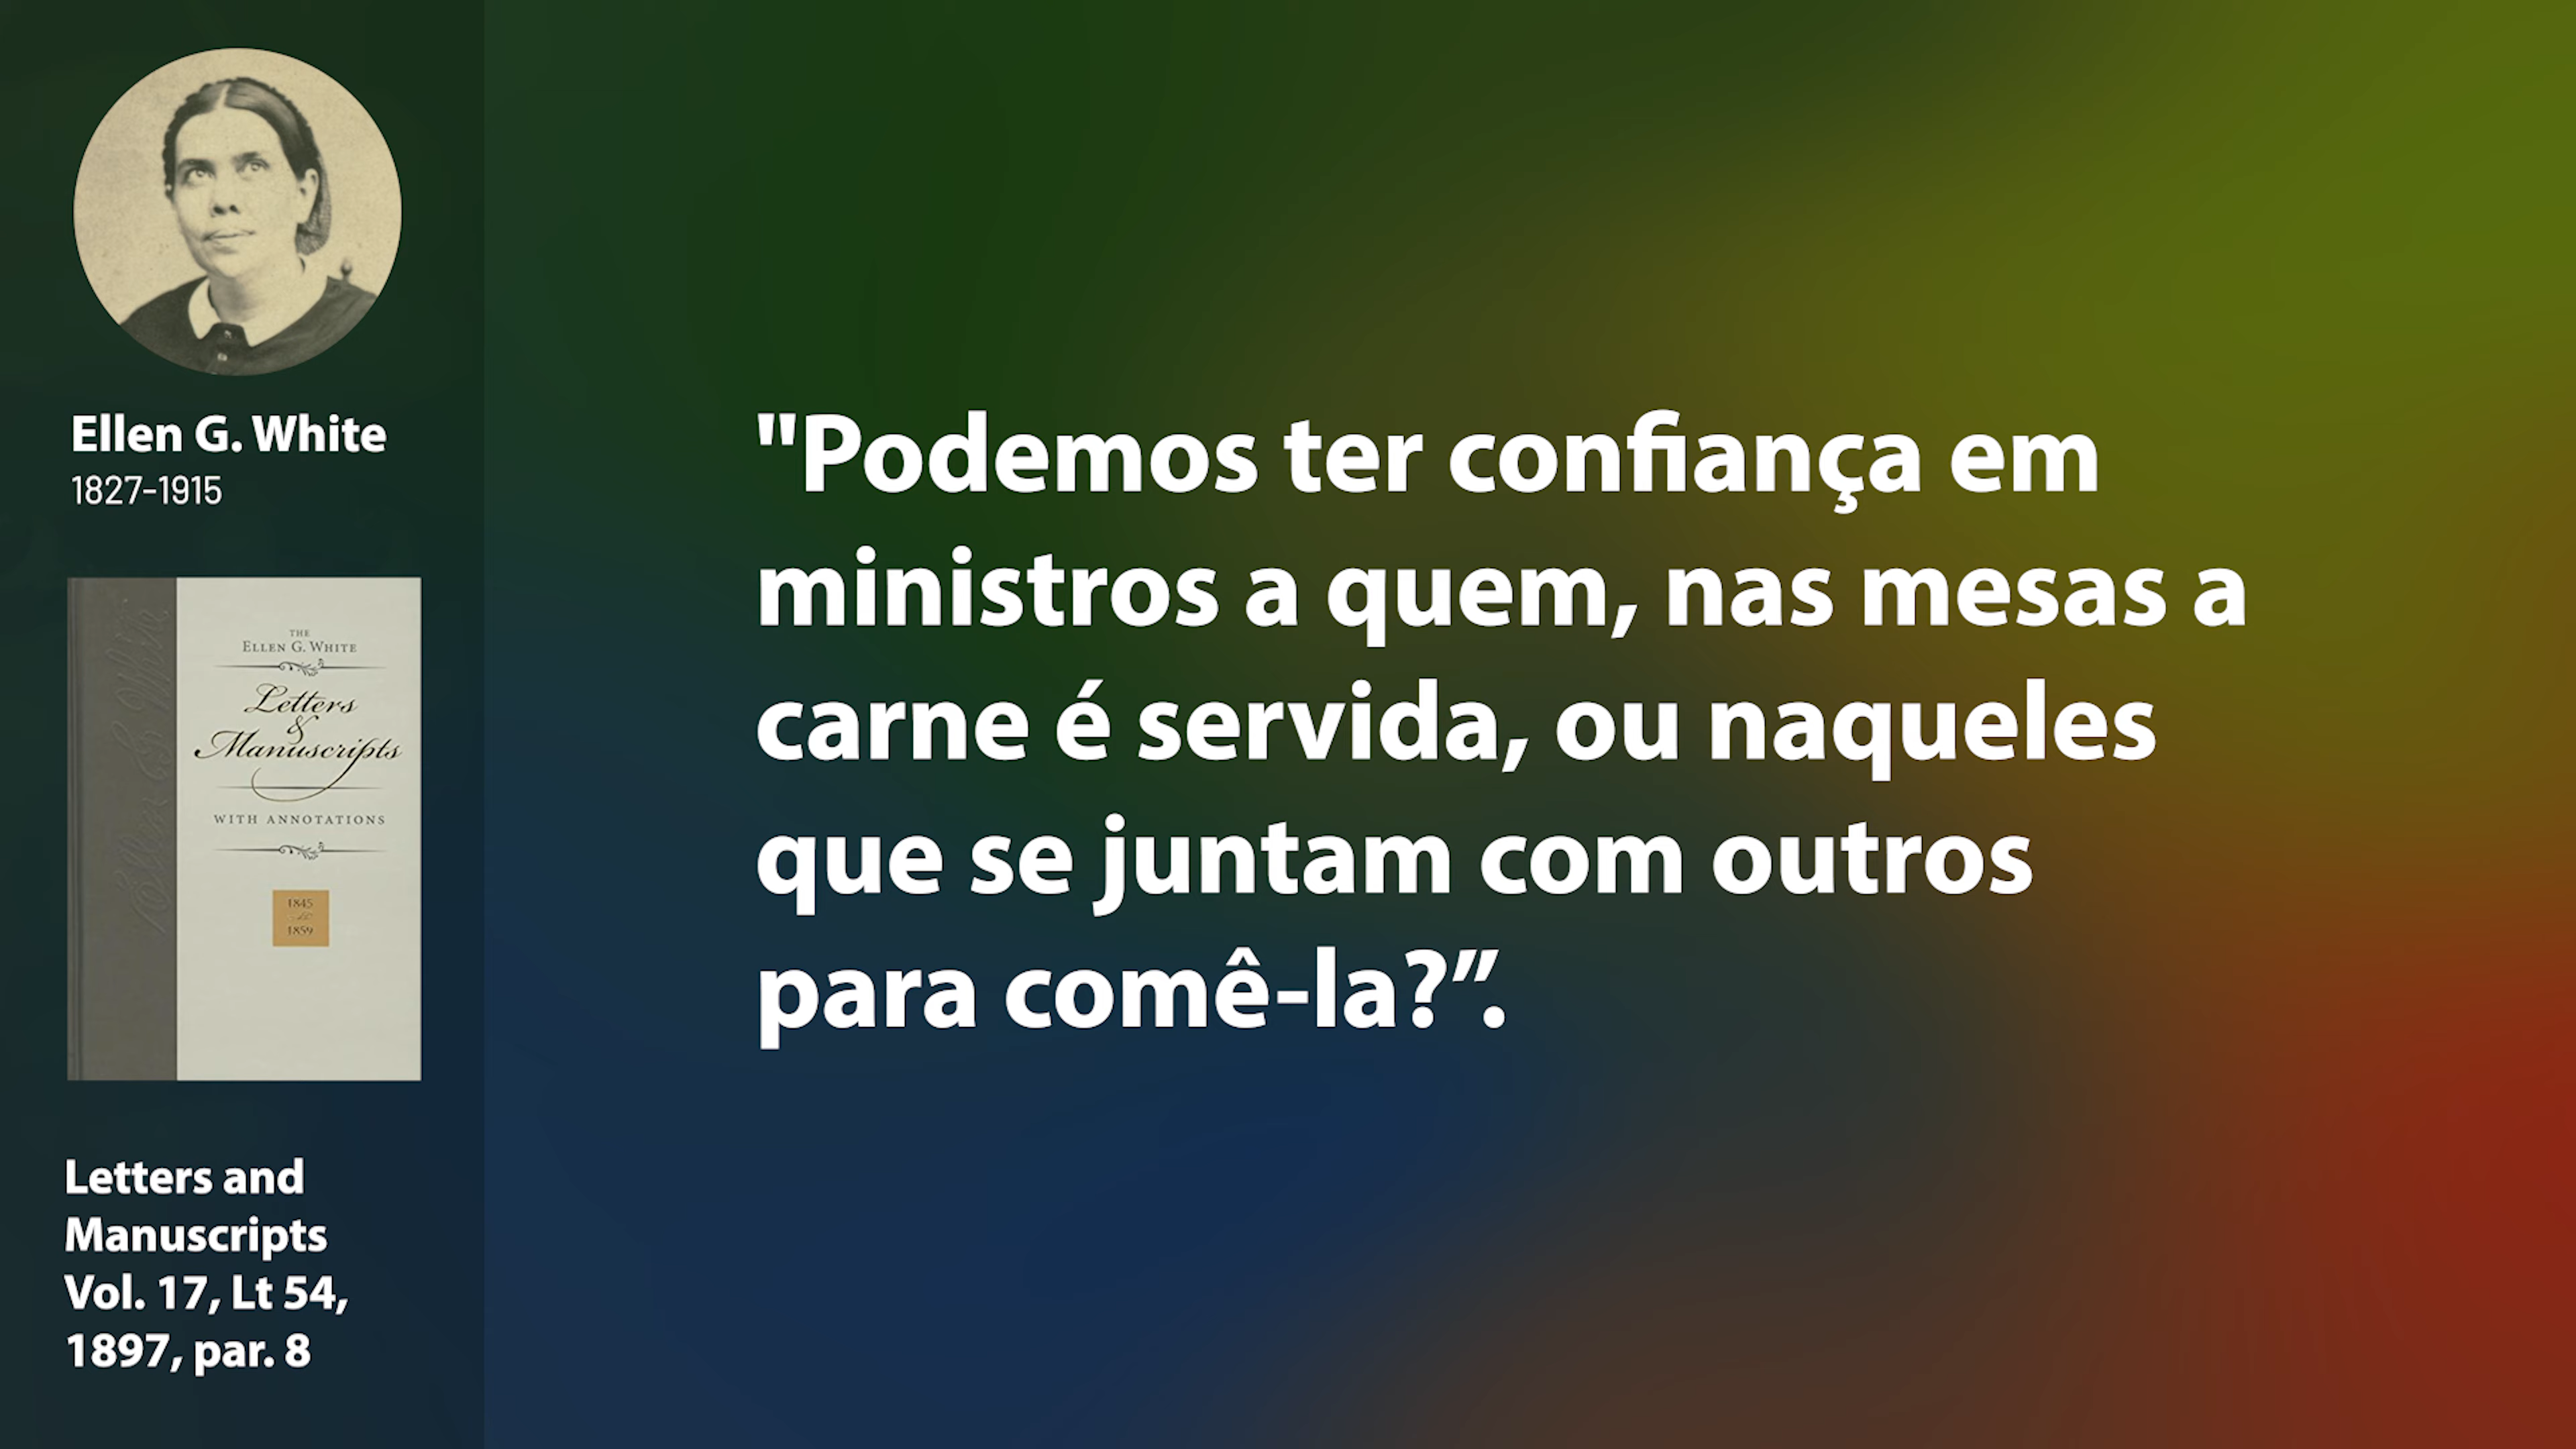 Ellen G. White
1827-1915
THE
ELLEN G. WHITE
Letters
&
Manuscripts
WITH ANNOTATIONS
1845
1859
Letters and
Manuscripts
Vol. 17, Lt 54,
1897, par. 8
"Podemos ter confiança em
ministros a quem, nas mesas a
carne é servida, ou naqueles
que se juntam com outros
para comê-la?”.